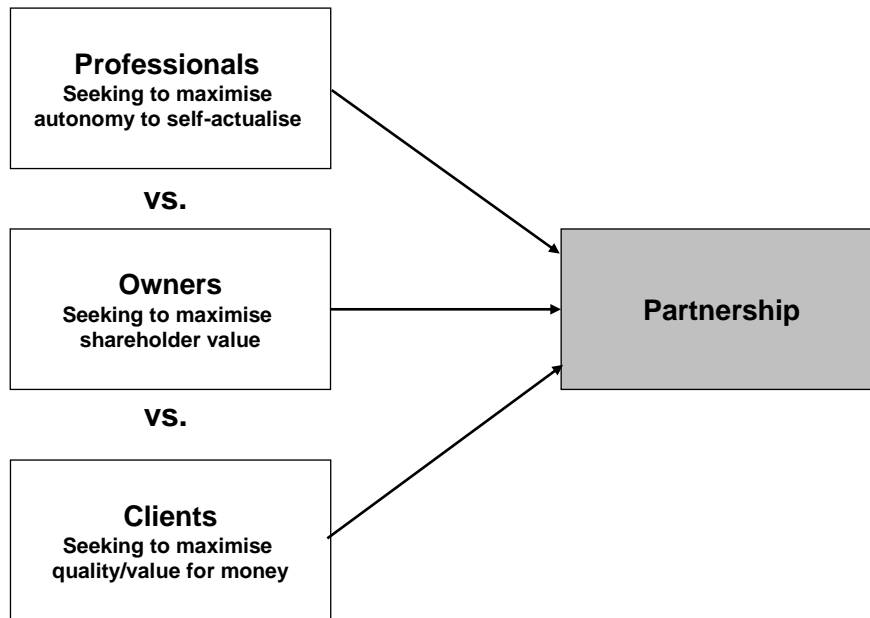 Professionals
Seeking to maximise
autonomy to self-actualise
vs.
Owners
Seeking to maximise
shareholder value
Partnership
vs.
Clients
Seeking to maximise
quality/value for money